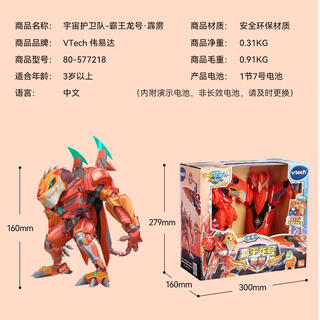 商品名称：宇宙护卫队-霸王龙号·霹雳
商品材质：安全环保材质
商品品牌：VTech 伟易达
商品净重：0.31KG
商品型号：80-577218
商品毛重：0.91KG
适合年龄：3岁以上
产品电池：1节7号电池
语言：中文
（内附演示电池，非长效电池，请及时更换）
vtech
霸王龙号
160mm
279mm
160mm
300mm